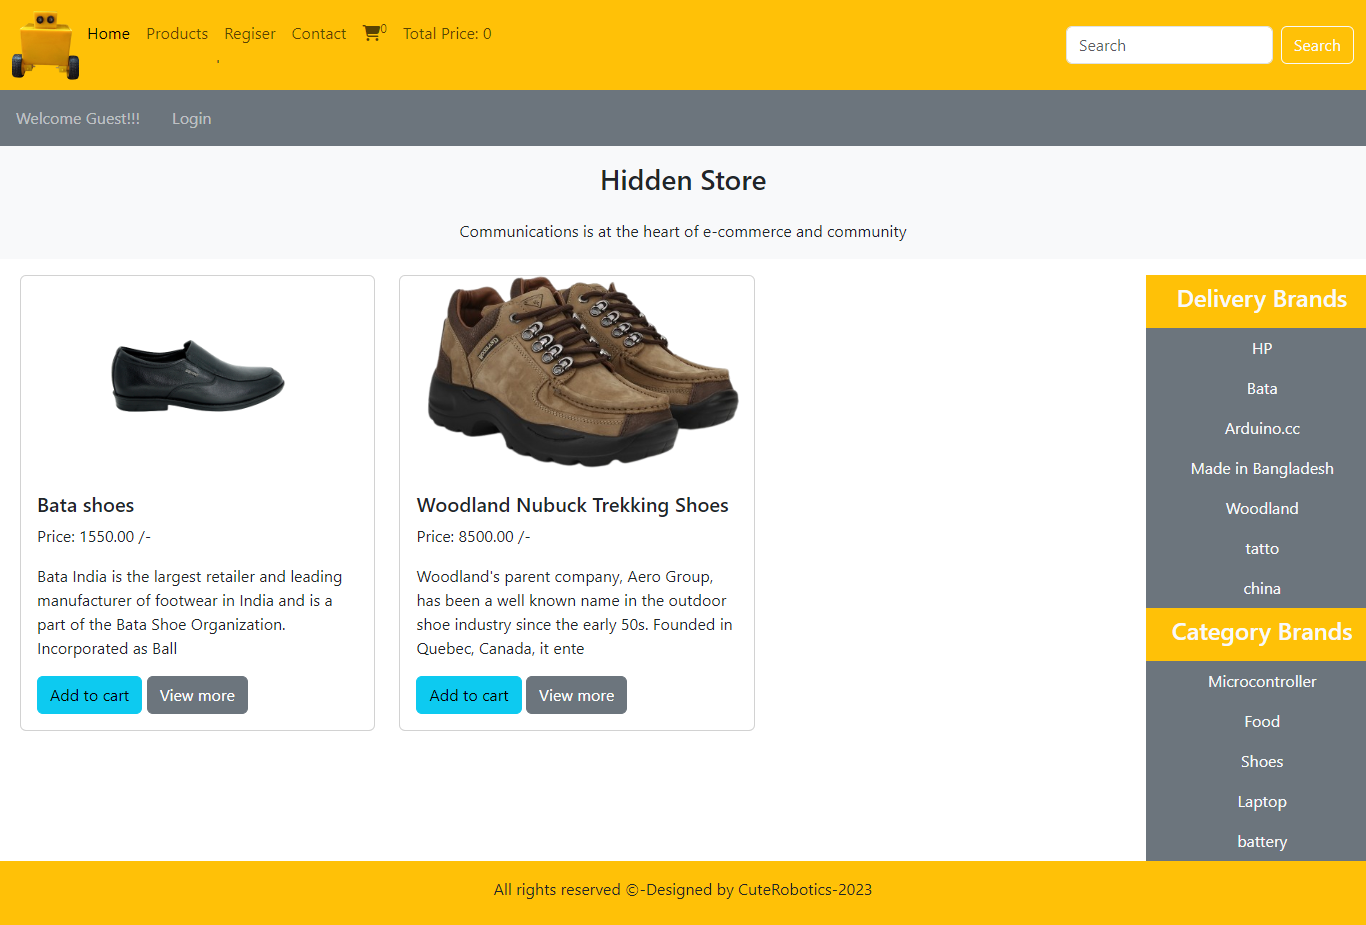 Home Products Regiser Contact 0 Total Price: 0 Search Search
Welcome Guest!!! Login
Hidden Store
Communications is at the heart of e-commerce and community
Bata shoes
Price: 1550.00 /-
Bata India is the largest retailer and leading
manufacturer of footwear in India and is a
part of the Bata Shoe Organization.
Incorporated as Ball
Add to cart View more
WOODLAND
Woodland Nubuck Trekking Shoes
Price: 8500.00 /-
Woodland's parent company, Aero Group,
has been a well known name in the outdoor
shoe industry since the early 50s. Founded in
Quebec, Canada, it ente
Add to cart View more
Delivery Brands
HP
Bata
Arduino.cc
Made in Bangladesh
Woodland
tatto
china
Category Brands
Microcontroller
Food
Shoes
Laptop
battery
All rights reserved ©-Designed by CuteRobotics-2023